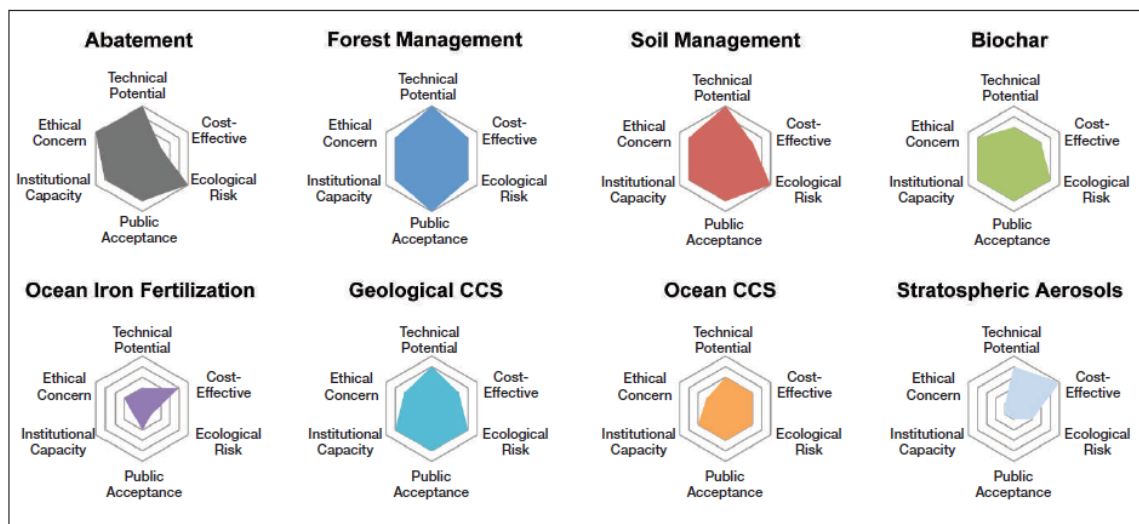 Abatement
Technical
Potential
Ethical
Concern
Cost-
Effective
Institutional
Capacity
Ecological
Risk
Public
Acceptance
Forest Management
Technical
Potential
Ethical
Concern
Cost-
Effective
Institutional
Capacity
Ecological
Risk
Public
Acceptance
Soil Management
Technical
Potential
Ethical
Concern
Cost-
Effective
Institutional
Capacity
Ecological
Risk
Public
Acceptance
Biochar
Technical
Potential
Ethical
Concern
Cost-
Effective
Institutional
Capacity
Ecological
Risk
Public
Acceptance
Ocean Iron Fertilization
Technical
Potential
Ethical
Concern
Cost-
Effective
Institutional
Capacity
Ecological
Risk
Public
Acceptance
Geological CCS
Technical
Potential
Ethical
Concern
Cost-
Effective
Institutional
Capacity
Ecological
Risk
Public
Acceptance
Ocean CCS
Technical
Potential
Ethical
Concern
Cost-
Effective
Institutional
Capacity
Ecological
Risk
Public
Acceptance
Stratospheric Aerosols
Technical
Potential
Ethical
Concern
Cost-
Effective
Institutional
Capacity
Ecological
Risk
Public
Acceptance